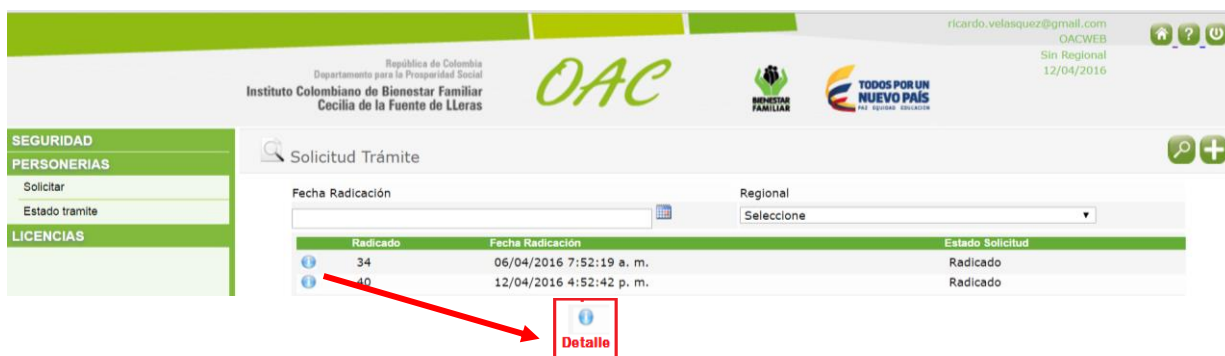 ricardo.velasquez@gmail.com
OACWEB
Sin Regional
12/04/2016
República de Colombia
Departamento para la Prosperidad Social
Instituto Colombiano de Bienestar Familiar
Cecilia de la Fuente de LLeras
OAC
BIENESTAR
FAMILIAR
TODOS POR UN
NUEVO PAÍS
PAZ EQUIDAD EDUCACIÓN
SEGURIDAD
PERSONERIAS
Solicitar
Estado tramite
LICENCIAS
Solicitud Trámite
Fecha Radicación Regional
Seleccione
Radicado Fecha Radicación Estado Solicitud
34 06/04/2016 7:52:19 a. m. Radicado
40 12/04/2016 4:52:42 p. m. Radicado
Detalle